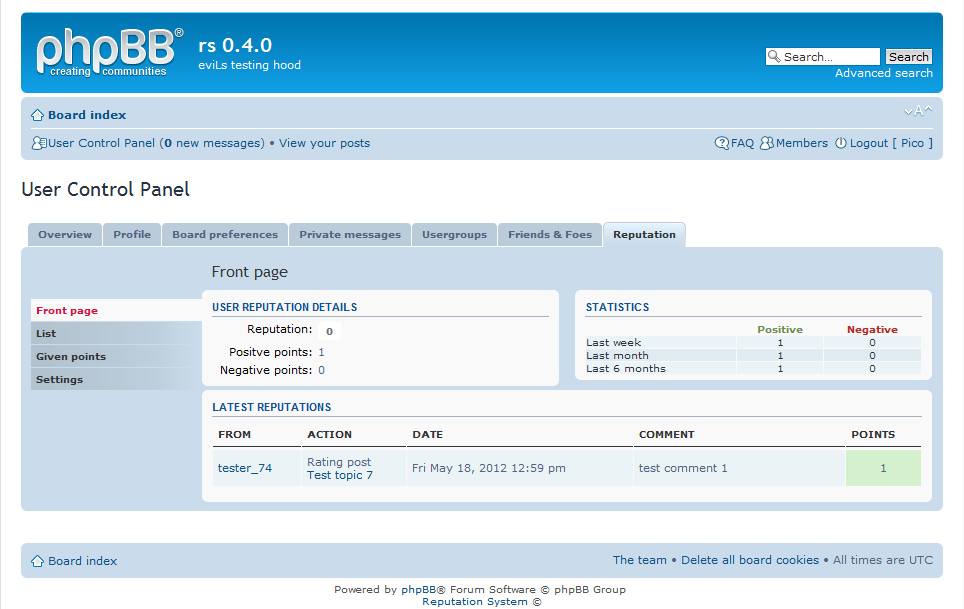 phpBB®
creating communities
rs 0.4.0
eviLs testing hood
Search... Search
Advanced search
Board index
A
User Control Panel (0 new messages) • View your posts
FAQ Members Logout [ Pico ]
User Control Panel
Overview Profile Board preferences Private messages Usergroups Friends & Foes Reputation
Front page
Front page
List
Given points
Settings
USER REPUTATION DETAILS
Reputation: 0
Positve points: 1
Negative points: 0
STATISTICS
Positive Negative
Last week 1 0
Last month 1 0
Last 6 months 1 0
LATEST REPUTATIONS
FROM ACTION DATE COMMENT POINTS
tester_74 Rating post Fri May 18, 2012 12:59 pm test comment 1 1
Test topic 7
Board index
The team • Delete all board cookies • All times are UTC
Powered by phpBB® Forum Software © phpBB Group
Reputation System ©